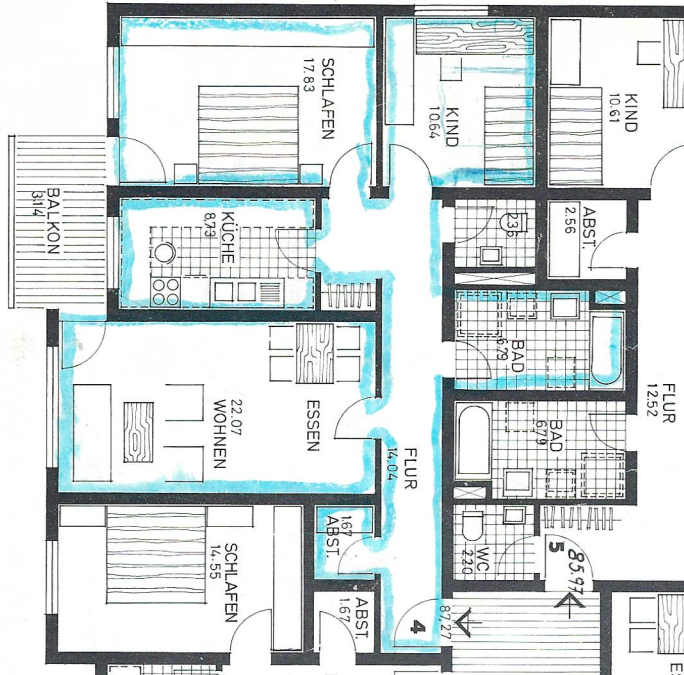 SCHLAFEN
17.83
KIND
10.64
KIND
10.61
BALKON
3.14
KÜCHE
8.73
2.36
ABST.
2.56
BAD
6.79
FLUR
12.52
ESSEN
22.07
WOHNEN
FLUR
14.04
BAD
6.79
1.67
ABST.
SCHLAFEN
14.55
WC
2.20
5
85.97
ABST.
1.67
4
87,27